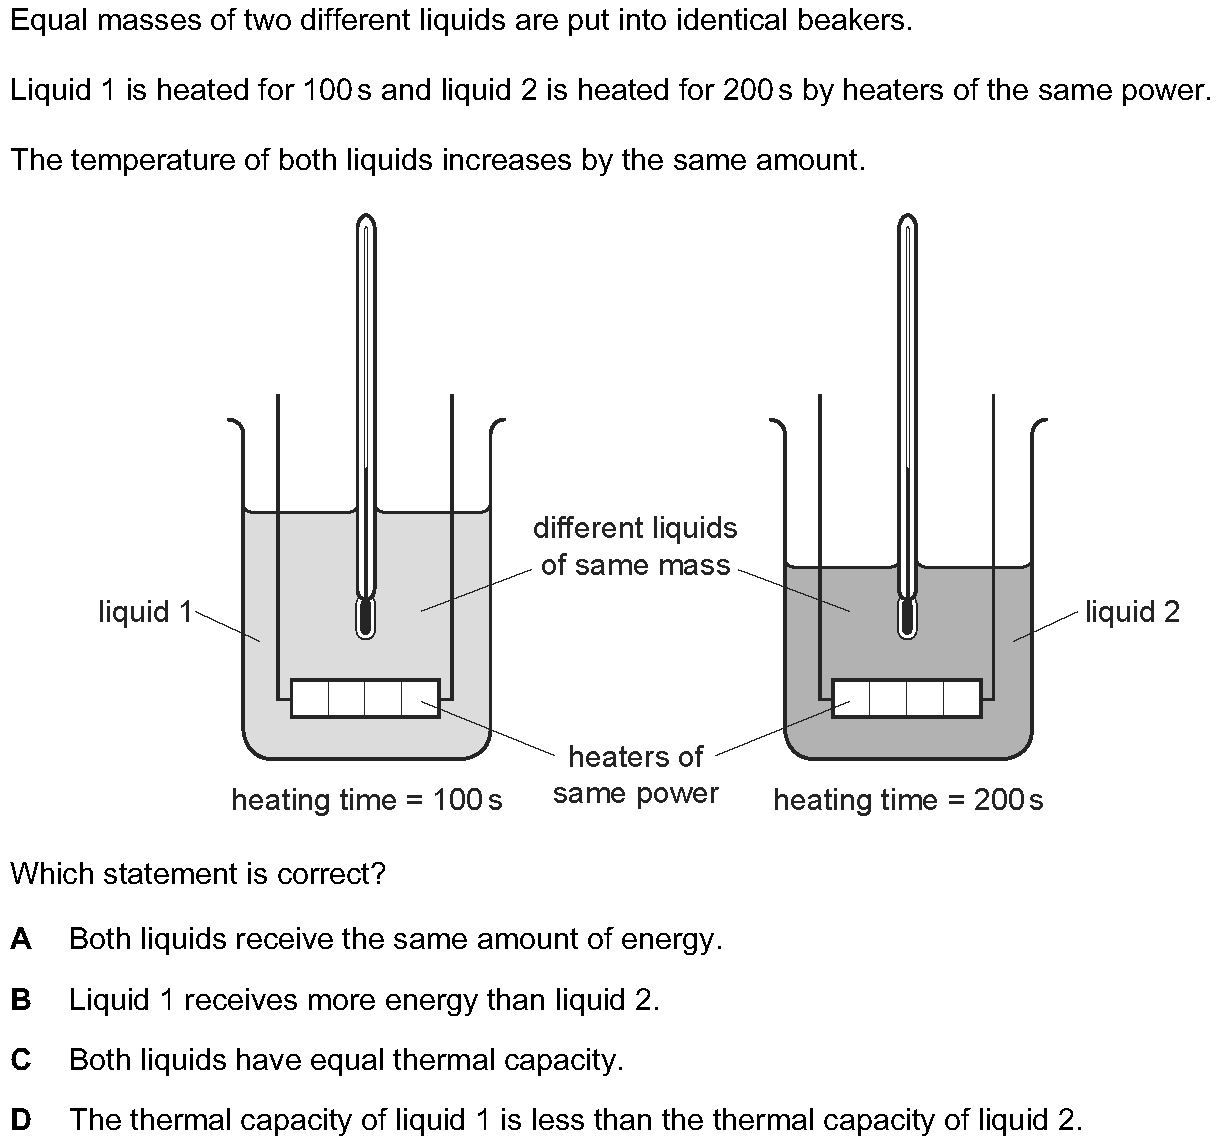 Equal masses of two different liquids are put into identical beakers.
Liquid 1 is heated for 100 s and liquid 2 is heated for 200 s by heaters of the same power.
The temperature of both liquids increases by the same amount.
different liquids
of same mass
liquid 1
liquid 2
heaters of
same power
heating time = 100 s
heating time = 200 s
Which statement is correct?
A Both liquids receive the same amount of energy.
B Liquid 1 receives more energy than liquid 2.
C Both liquids have equal thermal capacity.
D The thermal capacity of liquid 1 is less than the thermal capacity of liquid 2.